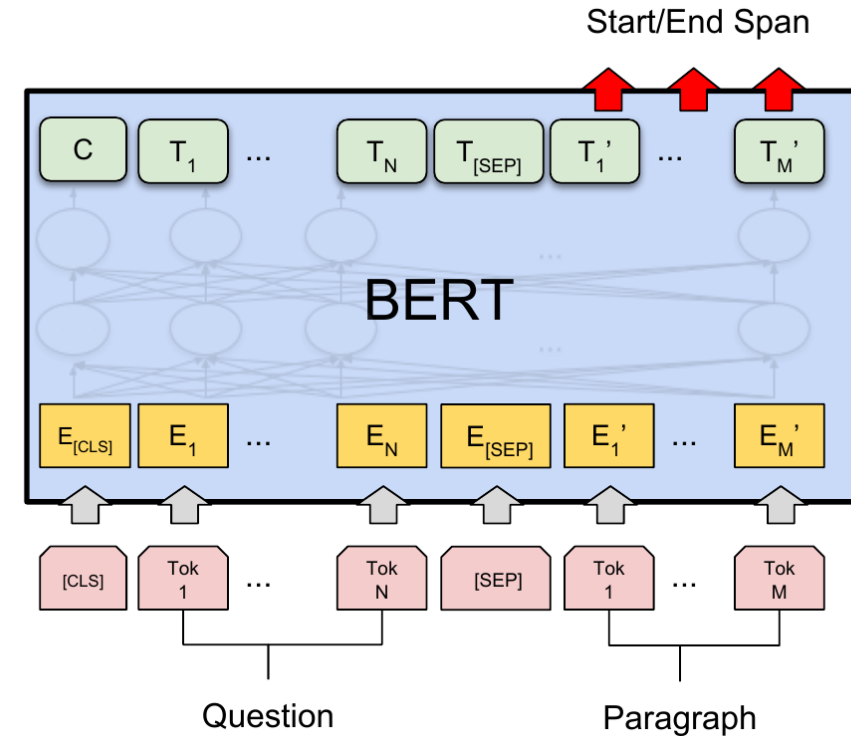 Start/End Span
C T1 ... TN T[SEP] T1’ ... TM’
...
BERT
...
E[CLS] E1 ... EN E[SEP] E1’ ... EM’
[CLS] Tok 1 ... Tok N [SEP] Tok 1 ... Tok M
Question Paragraph